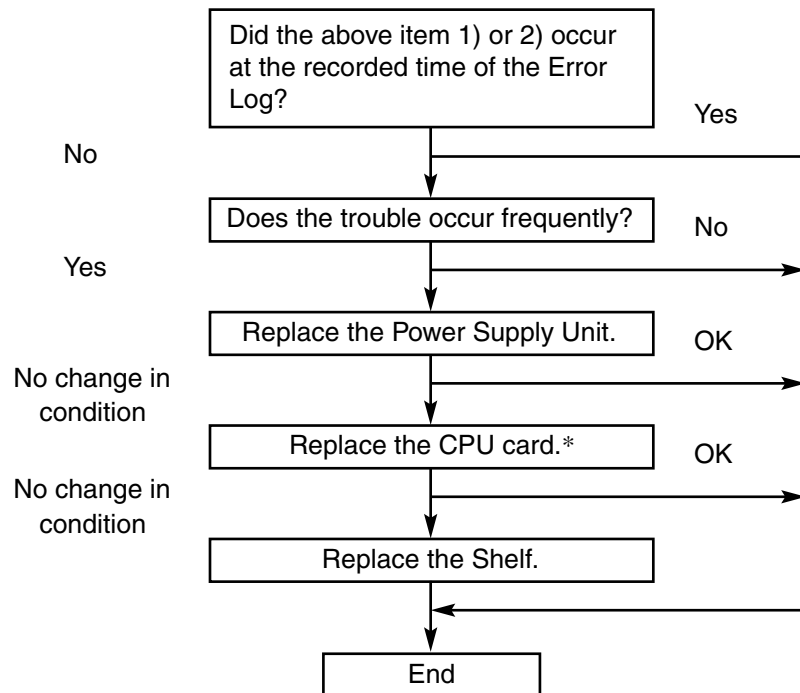 Did the above item 1) or 2) occur
at the recorded time of the Error
Log?
Yes
No
Does the trouble occur frequently?
No
Yes
Replace the Power Supply Unit.
OK
No change in
condition
Replace the CPU card.*
OK
No change in
condition
Replace the Shelf.
End